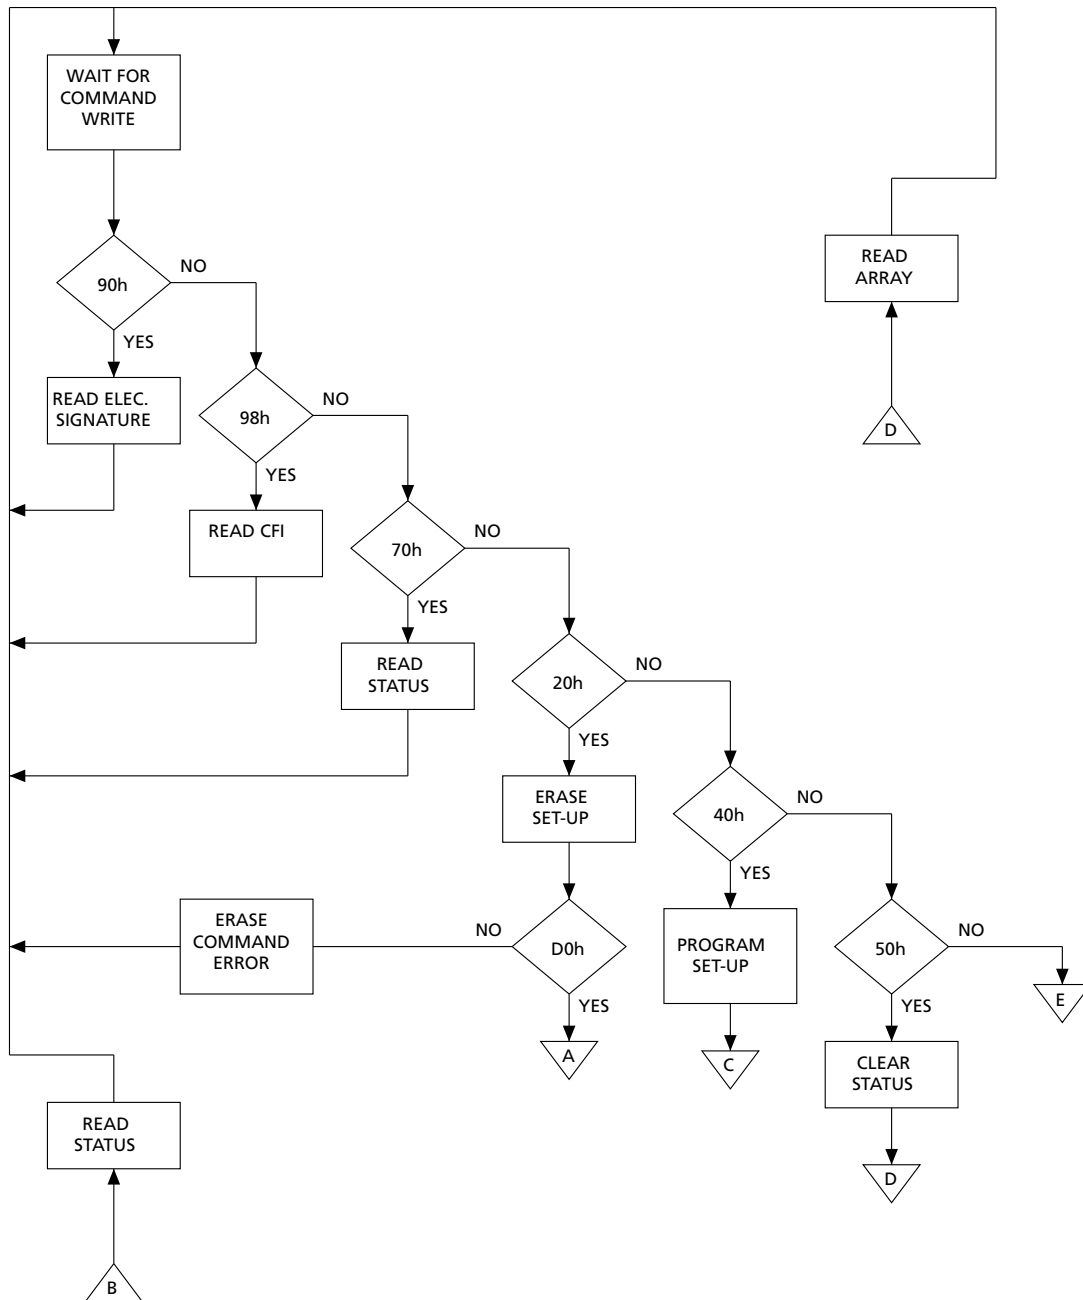 WAIT FOR
COMMAND
WRITE
90h
NO
YES
READ ELEC.
SIGNATURE
READ
ARRAY
D
98h
NO
YES
READ CFI
70h
NO
YES
READ
STATUS
20h
NO
YES
ERASE
SET-UP
40h
NO
YES
PROGRAM
SET-UP
C
D0h
NO
ERASE
COMMAND
ERROR
YES
A
50h
NO
E
YES
CLEAR
STATUS
D
READ
STATUS
B